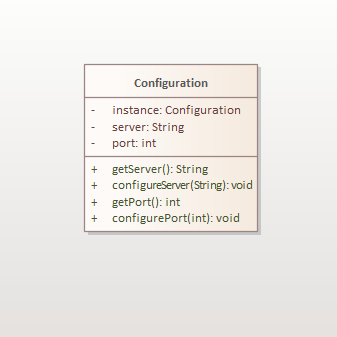 Configuration
- instance: Configuration
- server: String
- port: int
+ getServer(): String
+ configureServer(String): void
+ getPort(): int
+ configurePort(int): void